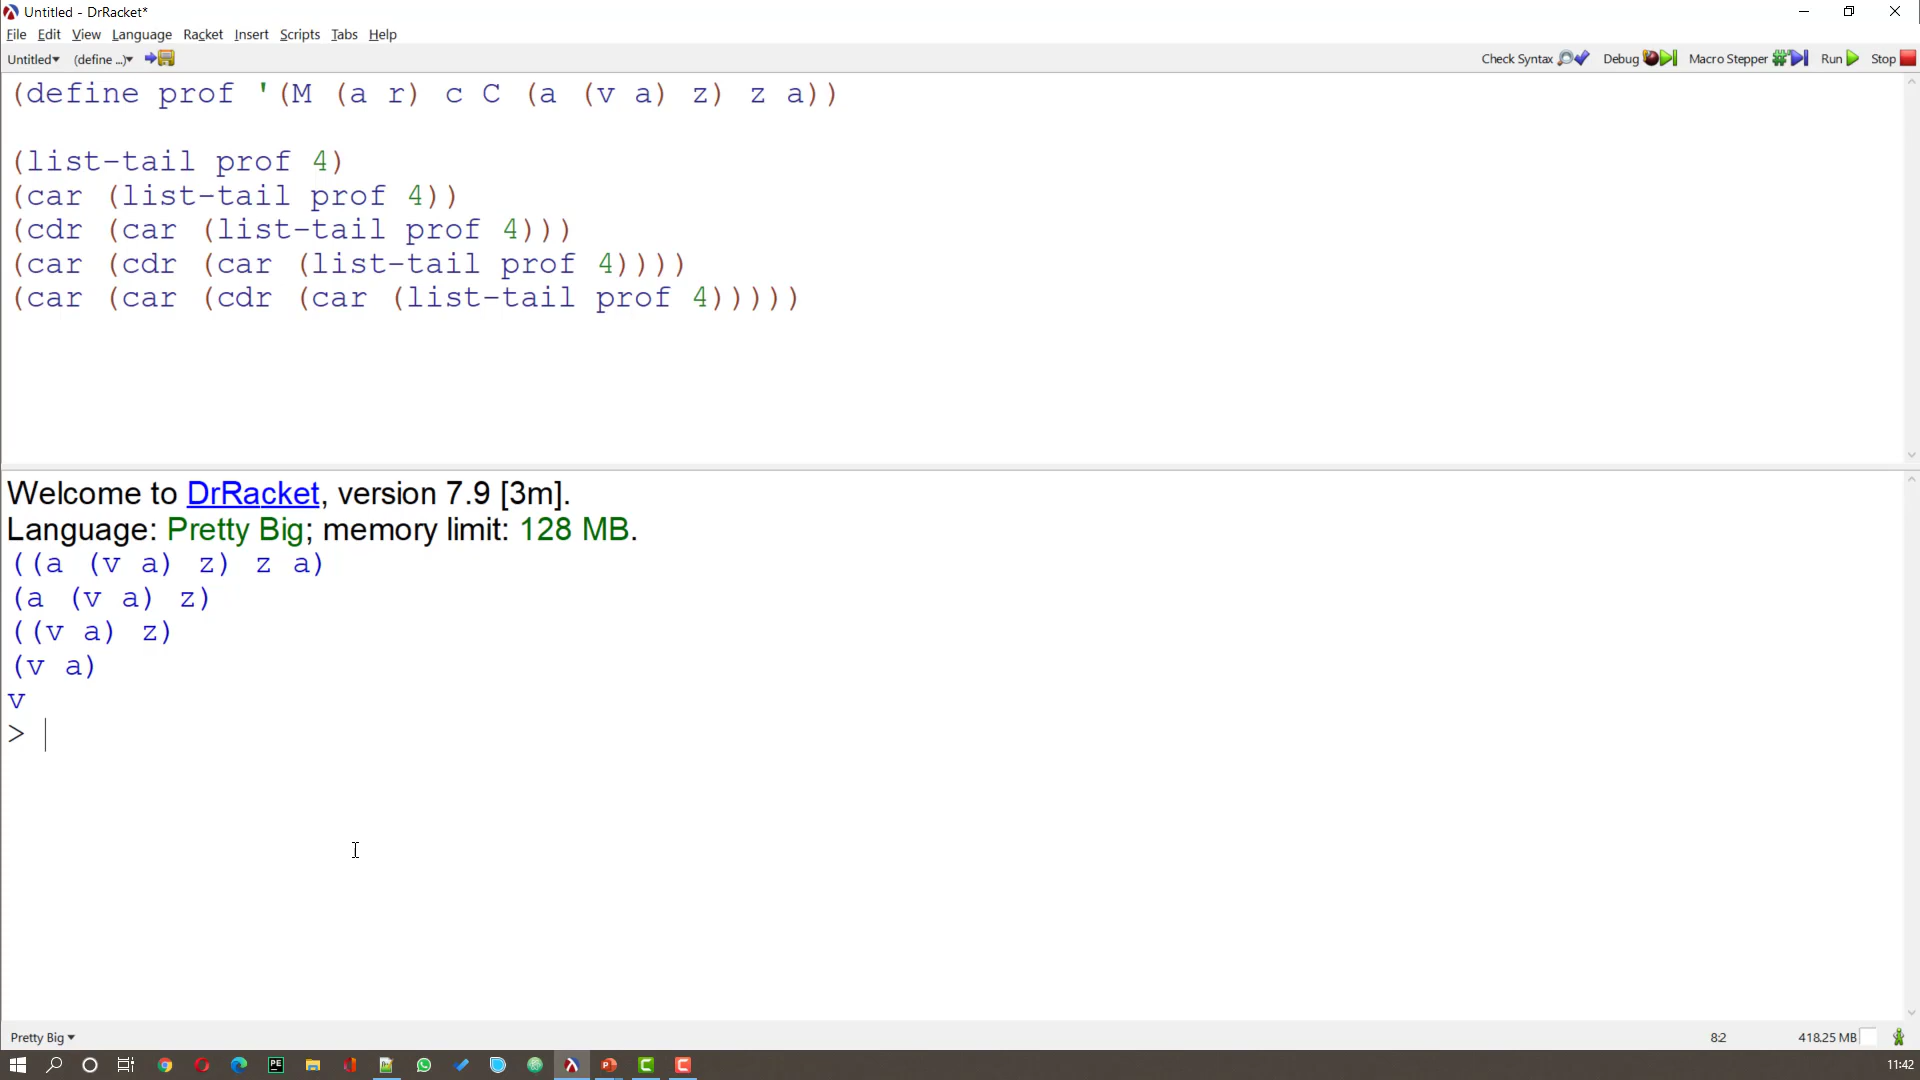 Untitled - DrRacket*
File Edit View Language Racket Insert Scripts Tabs Help
Untitled▾ (define ...)▾ Check Syntax Debug Macro Stepper Run Stop
(define prof '(M (a r) c C (a (v a) z) z a))
(list-tail prof 4)
(car (list-tail prof 4))
(cdr (car (list-tail prof 4)))
(car (cdr (car (list-tail prof 4))))
(car (car (cdr (car (list-tail prof 4)))))
Welcome to DrRacket, version 7.9 [3m].
Language: Pretty Big; memory limit: 128 MB.
((a (v a) z) z a)
(a (v a) z)
((v a) z)
(v a)
v
>
Pretty Big▾ 8:2 418.25 MB
PE
11:42